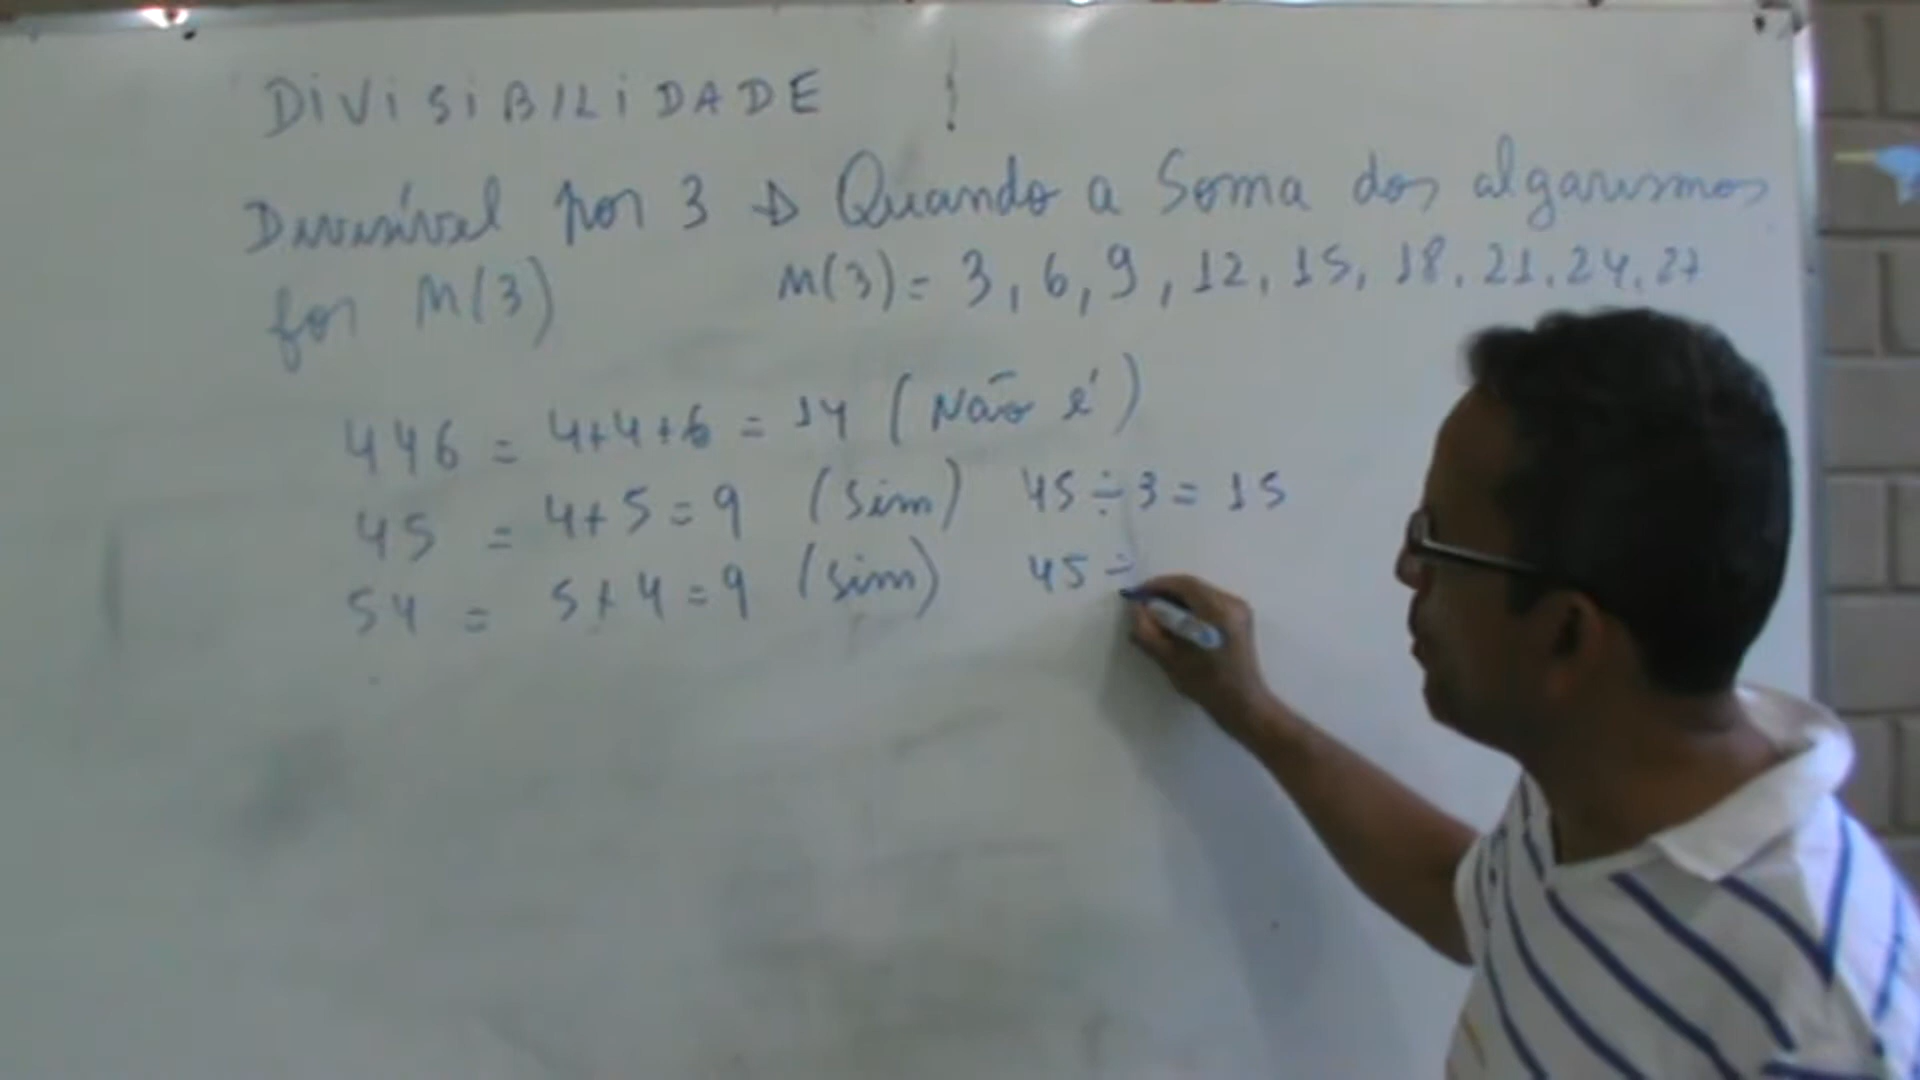 DIVISIBILIDADE
Divisível por 3 → Quando a Soma dos algarismos
for M(3) M(3) = 3, 6, 9, 12, 15, 18, 21, 24, 27
446 = 4+4+6 = 14 (Não é)
45 = 4+5 = 9 (Sim) 45 ÷ 3 = 15
54 = 5+4 = 9 (Sim) 45 ÷